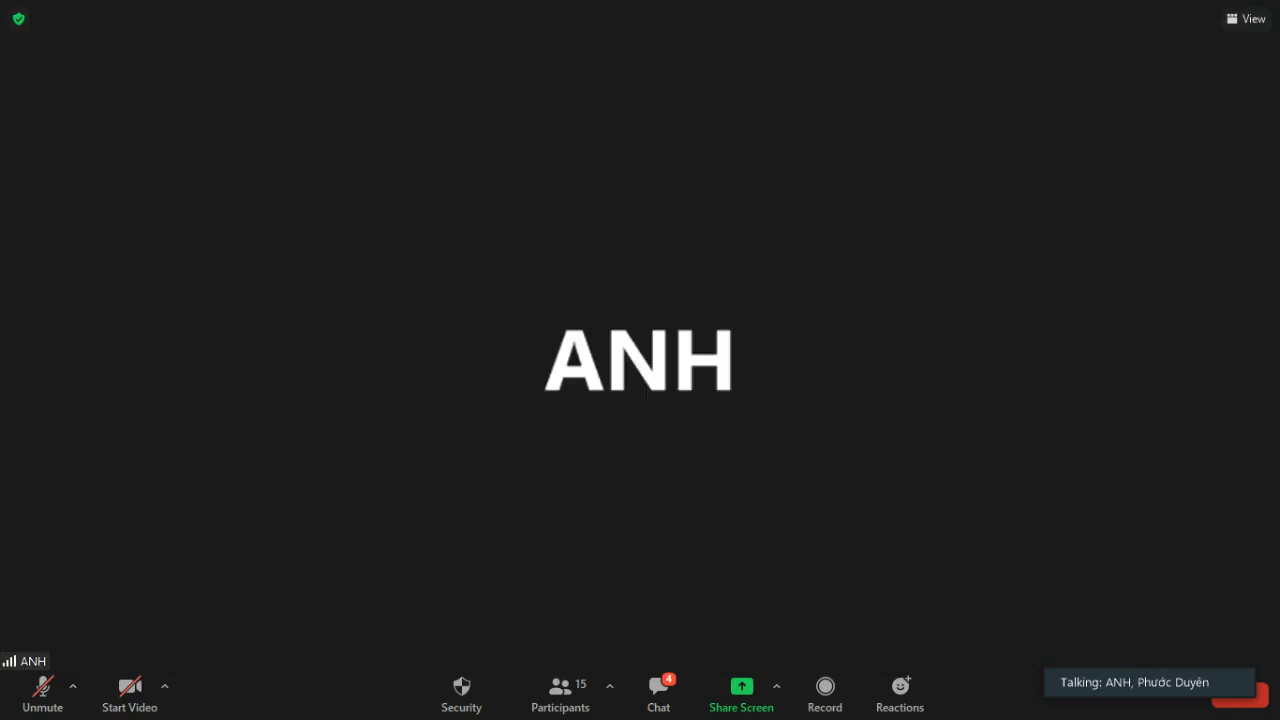 View
ANH
ANH
Unmute
Start Video
Security
15
Participants
4
Chat
Share Screen
Record
Reactions
Talking: ANH, Phước Duyên